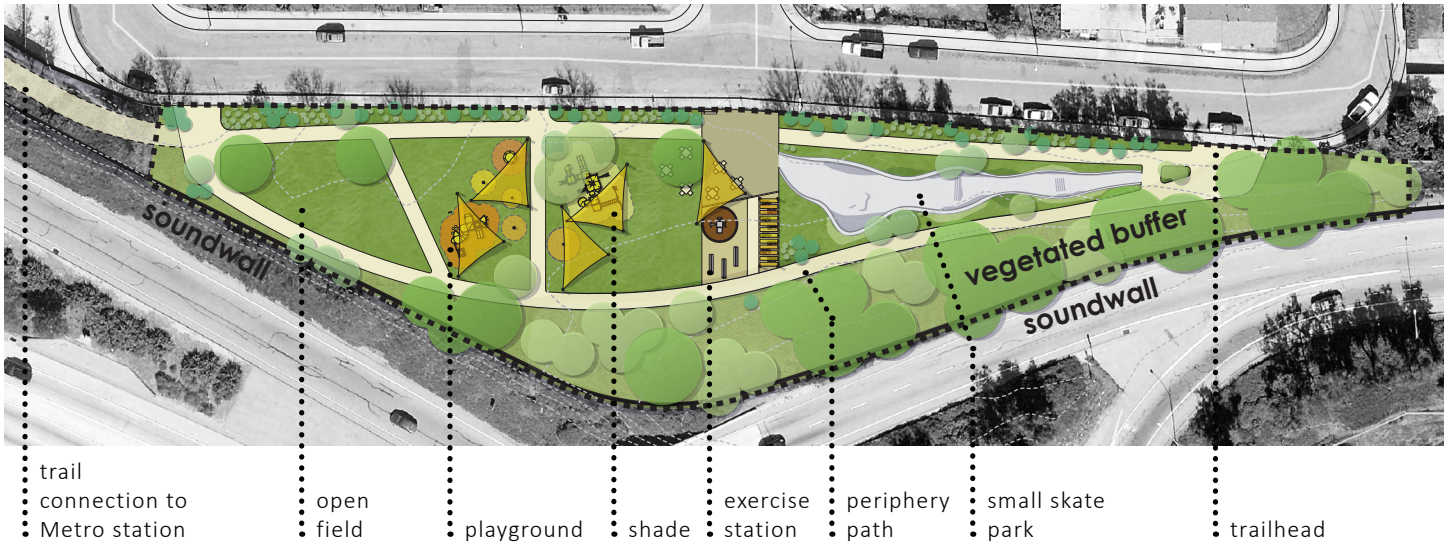 soundwall
vegetated buffer
soundwall
trail
connection to
Metro station
open
field
playground
shade
exercise
station
periphery
path
small skate
park
trailhead